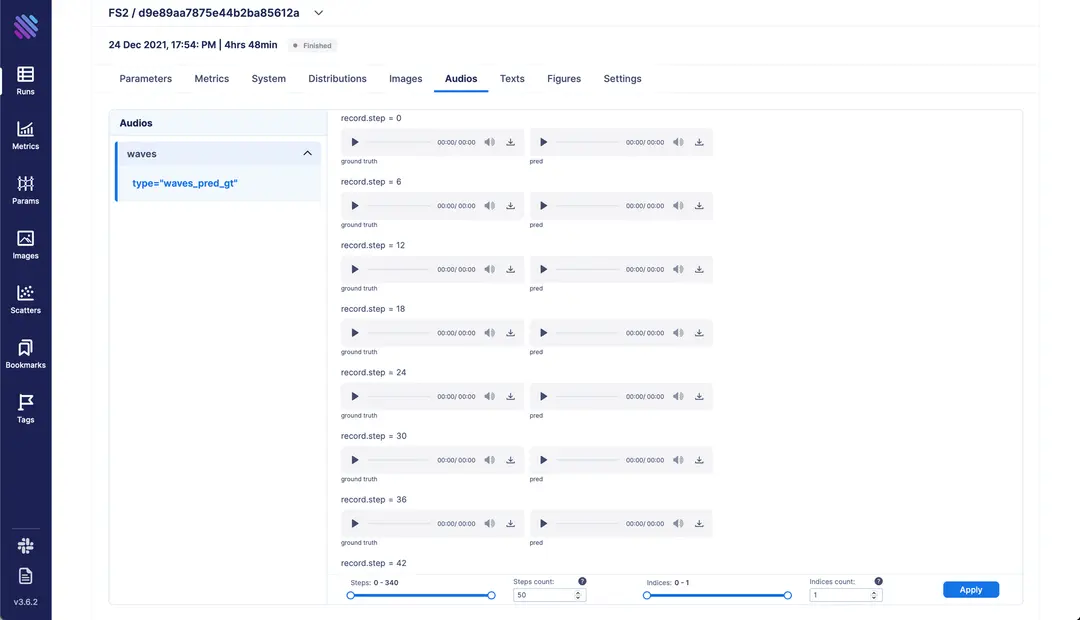 FS2 / d9e89aa7875e44b2ba85612a
24 Dec 2021, 17:54: PM | 4hrs 48min
Finished
Parameters Metrics System Distributions Images Audios Texts Figures Settings
Runs
Metrics
Params
Images
Scatters
Bookmarks
Tags
v3.6.2
Audios
waves
type="waves_pred_gt"
record.step = 0
00:00/ 00:00 00:00/ 00:00
ground truth pred
record.step = 6
00:00/ 00:00 00:00/ 00:00
ground truth pred
record.step = 12
00:00/ 00:00 00:00/ 00:00
ground truth pred
record.step = 18
00:00/ 00:00 00:00/ 00:00
ground truth pred
record.step = 24
00:00/ 00:00 00:00/ 00:00
ground truth pred
record.step = 30
00:00/ 00:00 00:00/ 00:00
ground truth pred
record.step = 36
00:00/ 00:00 00:00/ 00:00
ground truth pred
record.step = 42
Steps: 0 - 340 Steps count: ? Indices: 0 - 1 Indices count: ?
50 1 Apply